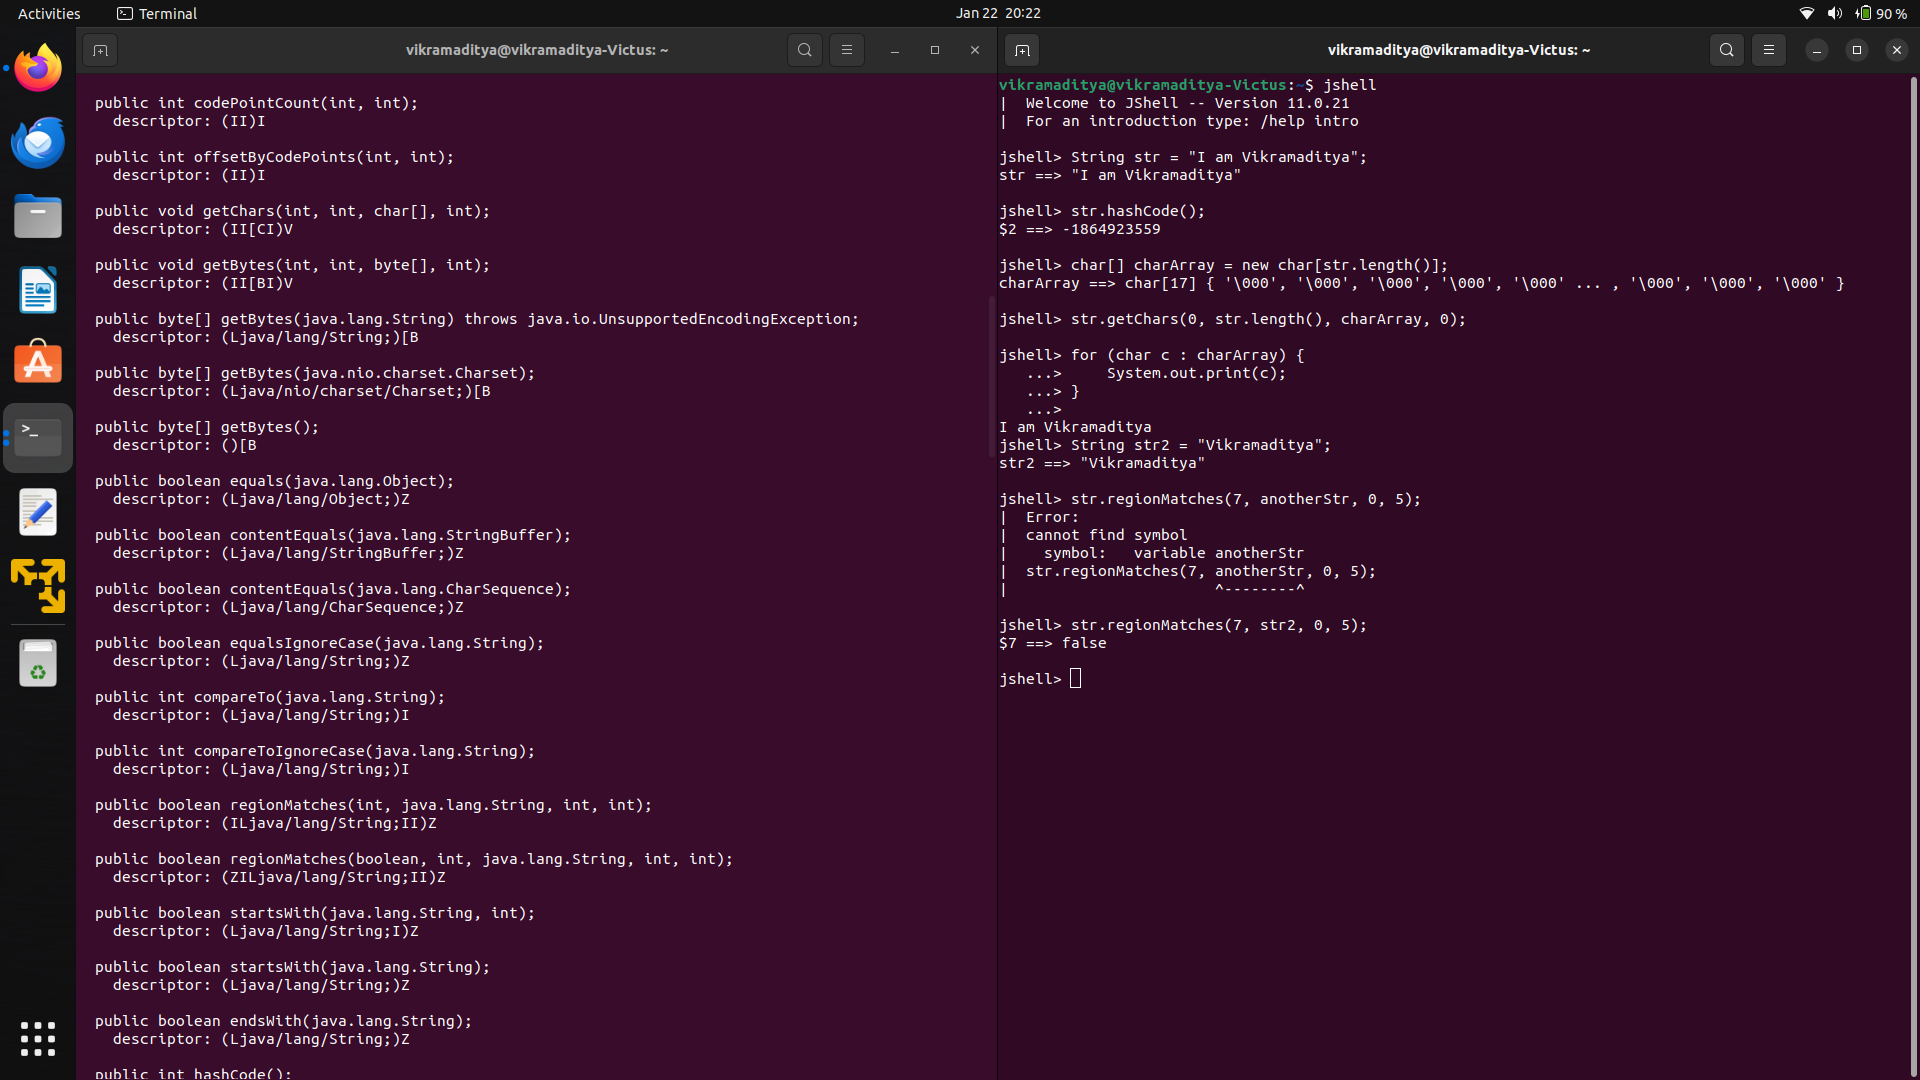 Activities
Terminal
Jan 22 20:22
90 %
vikramaditya@vikramaditya-Victus: ~
public int codePointCount(int, int);
  descriptor: (II)I
public int offsetByCodePoints(int, int);
  descriptor: (II)I
public void getChars(int, int, char[], int);
  descriptor: (II[CI)V
public void getBytes(int, int, byte[], int);
  descriptor: (II[BI)V
public byte[] getBytes(java.lang.String) throws java.io.UnsupportedEncodingException;
  descriptor: (Ljava/lang/String;)[B
public byte[] getBytes(java.nio.charset.Charset);
  descriptor: (Ljava/nio/charset/Charset;)[B
public byte[] getBytes();
  descriptor: ()[B
public boolean equals(java.lang.Object);
  descriptor: (Ljava/lang/Object;)Z
public boolean contentEquals(java.lang.StringBuffer);
  descriptor: (Ljava/lang/StringBuffer;)Z
public boolean contentEquals(java.lang.CharSequence);
  descriptor: (Ljava/lang/CharSequence;)Z
public boolean equalsIgnoreCase(java.lang.String);
  descriptor: (Ljava/lang/String;)Z
public int compareTo(java.lang.String);
  descriptor: (Ljava/lang/String;)I
public int compareToIgnoreCase(java.lang.String);
  descriptor: (Ljava/lang/String;)I
public boolean regionMatches(int, java.lang.String, int, int);
  descriptor: (ILjava/lang/String;II)Z
public boolean regionMatches(boolean, int, java.lang.String, int, int);
  descriptor: (ZILjava/lang/String;II)Z
public boolean startsWith(java.lang.String, int);
  descriptor: (Ljava/lang/String;I)Z
public boolean startsWith(java.lang.String);
  descriptor: (Ljava/lang/String;)Z
public boolean endsWith(java.lang.String);
  descriptor: (Ljava/lang/String;)Z
public int hashCode();
vikramaditya@vikramaditya-Victus: ~
vikramaditya@vikramaditya-Victus:~$ jshell
|  Welcome to JShell -- Version 11.0.21
|  For an introduction type: /help intro
jshell> String str = "I am Vikramaditya";
str ==> "I am Vikramaditya"
jshell> str.hashCode();
$2 ==> -1864923559
jshell> char[] charArray = new char[str.length()];
charArray ==> char[17] { '\000', '\000', '\000', '\000', '\000' ... , '\000', '\000', '\000' }
jshell> str.getChars(0, str.length(), charArray, 0);
jshell> for (char c : charArray) {
   ...>     System.out.print(c);
   ...> }
   ...>
I am Vikramaditya
jshell> String str2 = "Vikramaditya";
str2 ==> "Vikramaditya"
jshell> str.regionMatches(7, anotherStr, 0, 5);
|  Error:
|  cannot find symbol
|    symbol:   variable anotherStr
|  str.regionMatches(7, anotherStr, 0, 5);
|                       ^--------^
jshell> str.regionMatches(7, str2, 0, 5);
$7 ==> false
jshell>